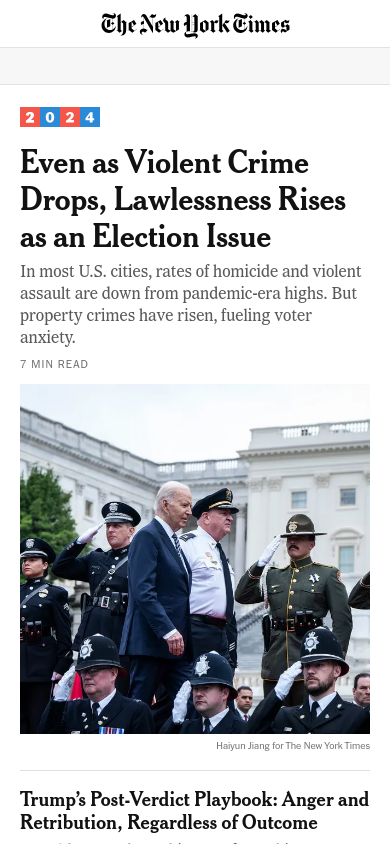 The New York Times
2024
Even as Violent Crime
Drops, Lawlessness Rises
as an Election Issue
In most U.S. cities, rates of homicide and violent
assault are down from pandemic-era highs. But
property crimes have risen, fueling voter
anxiety.
7 MIN READ
Haiyun Jiang for The New York Times
Trump’s Post-Verdict Playbook: Anger and
Retribution, Regardless of Outcome